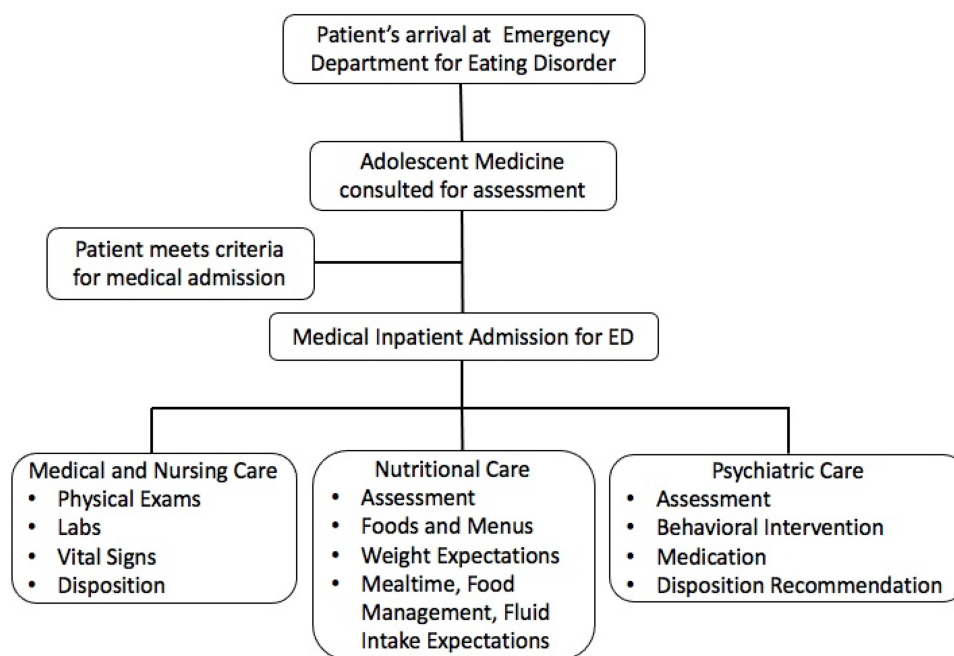 Patient's arrival at Emergency
Department for Eating Disorder
Adolescent Medicine
consulted for assessment
Patient meets criteria
for medical admission
Medical Inpatient Admission for ED
Medical and Nursing Care
• Physical Exams
• Labs
• Vital Signs
• Disposition
Nutritional Care
• Assessment
• Foods and Menus
• Weight Expectations
• Mealtime, Food
Management, Fluid
Intake Expectations
Psychiatric Care
• Assessment
• Behavioral Intervention
• Medication
• Disposition Recommendation